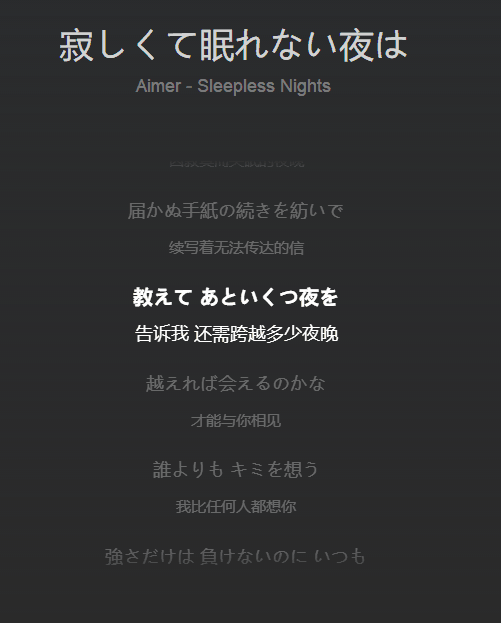 寂しくて眠れない夜は
Aimer - Sleepless Nights
届かぬ手紙の続きを紡いで
续写着无法传达的信
教えて あといくつ夜を
告诉我 还需跨越多少夜晚
越えれば会えるのかな
才能与你相见
誰よりも キミを想う
我比任何人都想你
強さだけは 負けないのに いつも